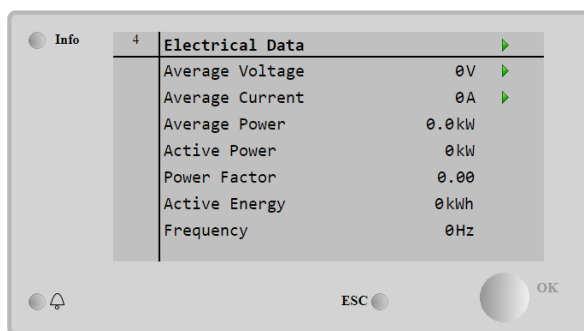 Info
4 Electrical Data
Average Voltage 0V
Average Current 0A
Average Power 0.0kW
Active Power 0kW
Power Factor 0.00
Active Energy 0kWh
Frequency 0Hz
ESC
OK